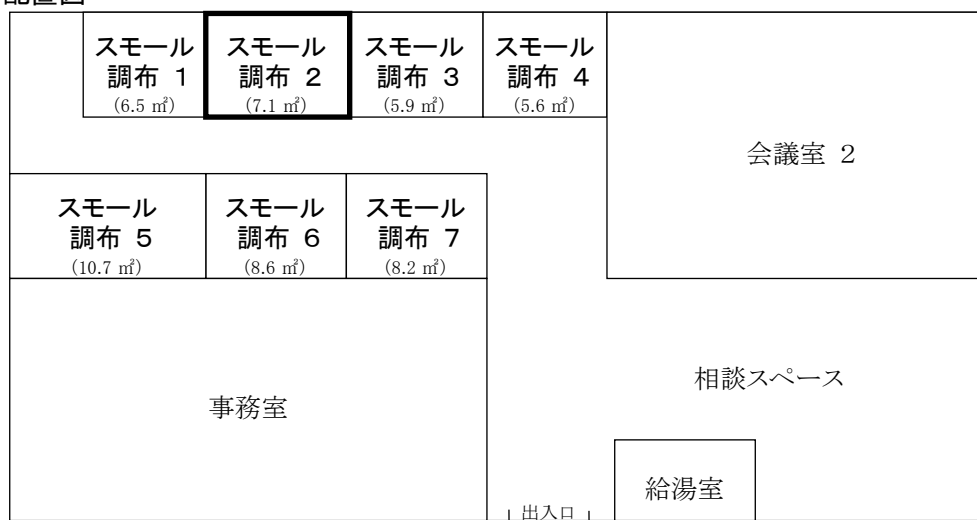 配置図
スモール
調布 1
(6.5 ㎡)
スモール
調布 2
(7.1 ㎡)
スモール
調布 3
(5.9 ㎡)
スモール
調布 4
(5.6 ㎡)
会議室 2
スモール
調布 5
(10.7 ㎡)
スモール
調布 6
(8.6 ㎡)
スモール
調布 7
(8.2 ㎡)
事務室
相談スペース
給湯室
出入口